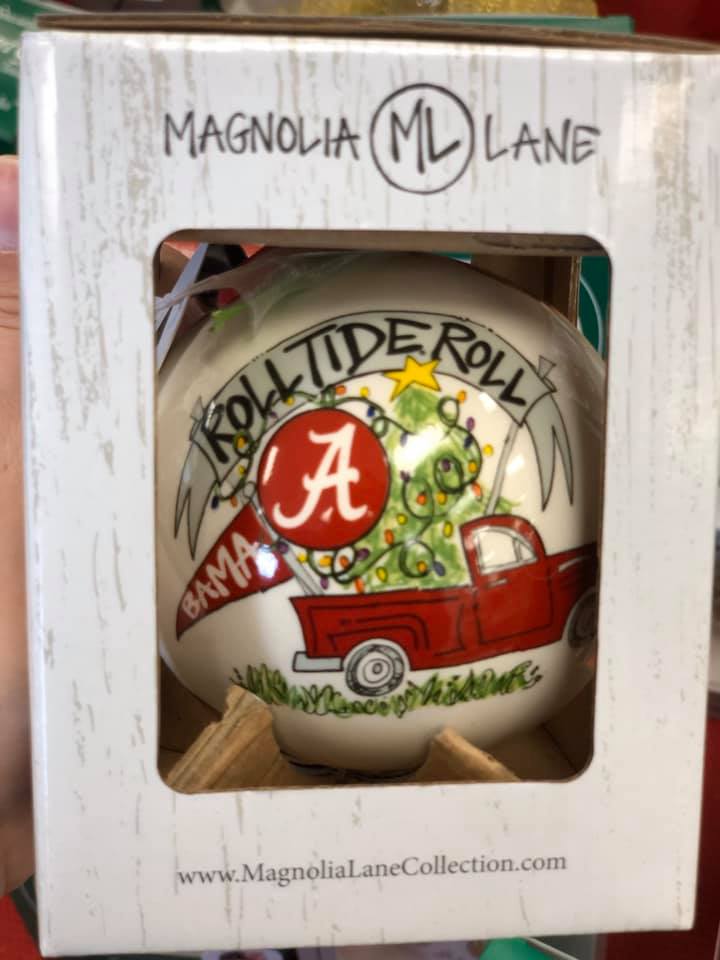 MAGNOLIA ML LANE
ROLL TIDE ROLL
A
BAMA
www.MagnoliaLaneCollection.com